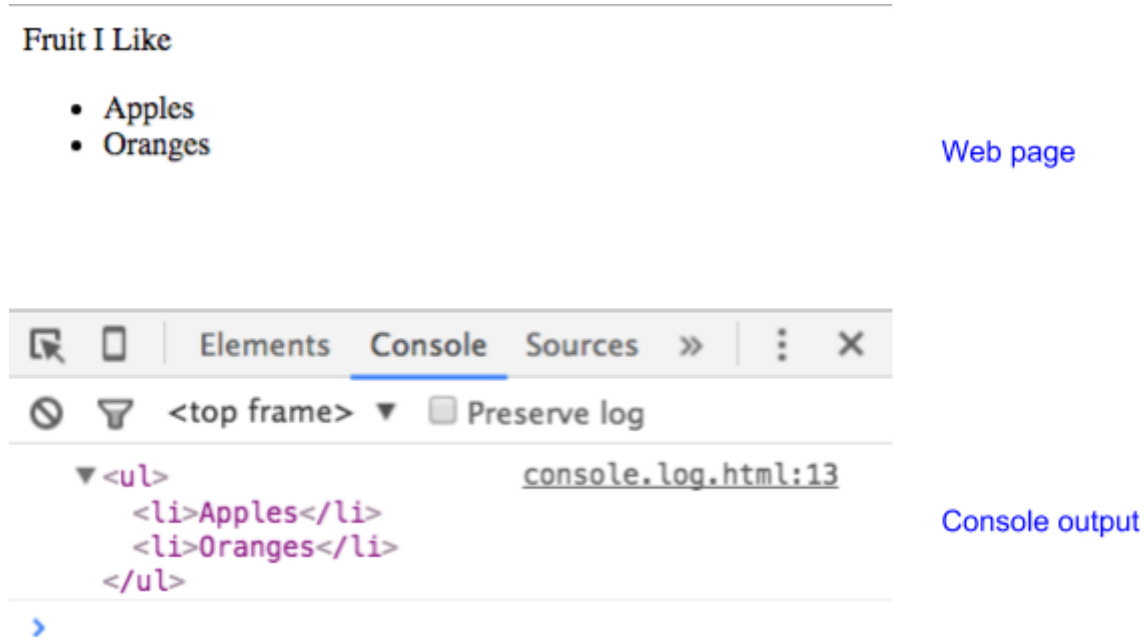 Fruit I Like
• Apples
• Oranges
Web page
Elements Console Sources »
<top frame> ▼ Preserve log
▼<ul> console.log.html:13
<li>Apples</li>
<li>Oranges</li>
</ul>
Console output
>